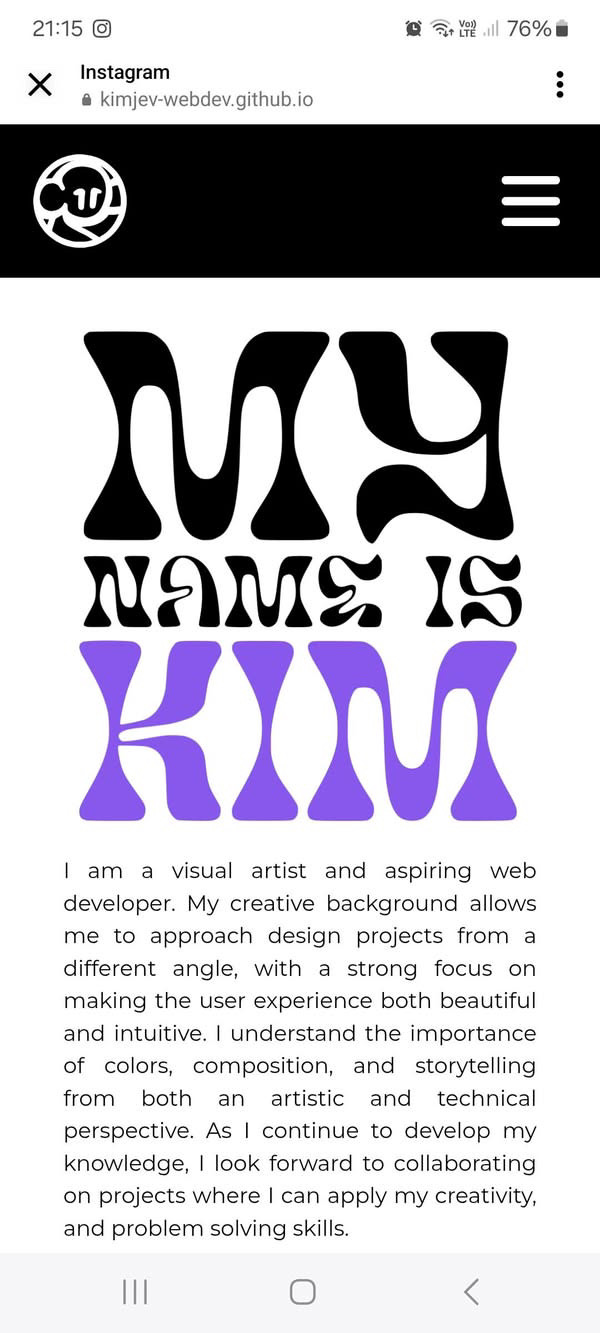 21:15 Vo)) LTE 76%
Instagram
kimjev-webdev.github.io
MY
NAME IS
KIM
I am a visual artist and aspiring web
developer. My creative background allows
me to approach design projects from a
different angle, with a strong focus on
making the user experience both beautiful
and intuitive. I understand the importance
of colors, composition, and storytelling
from both an artistic and technical
perspective. As I continue to develop my
knowledge, I look forward to collaborating
on projects where I can apply my creativity,
and problem solving skills.